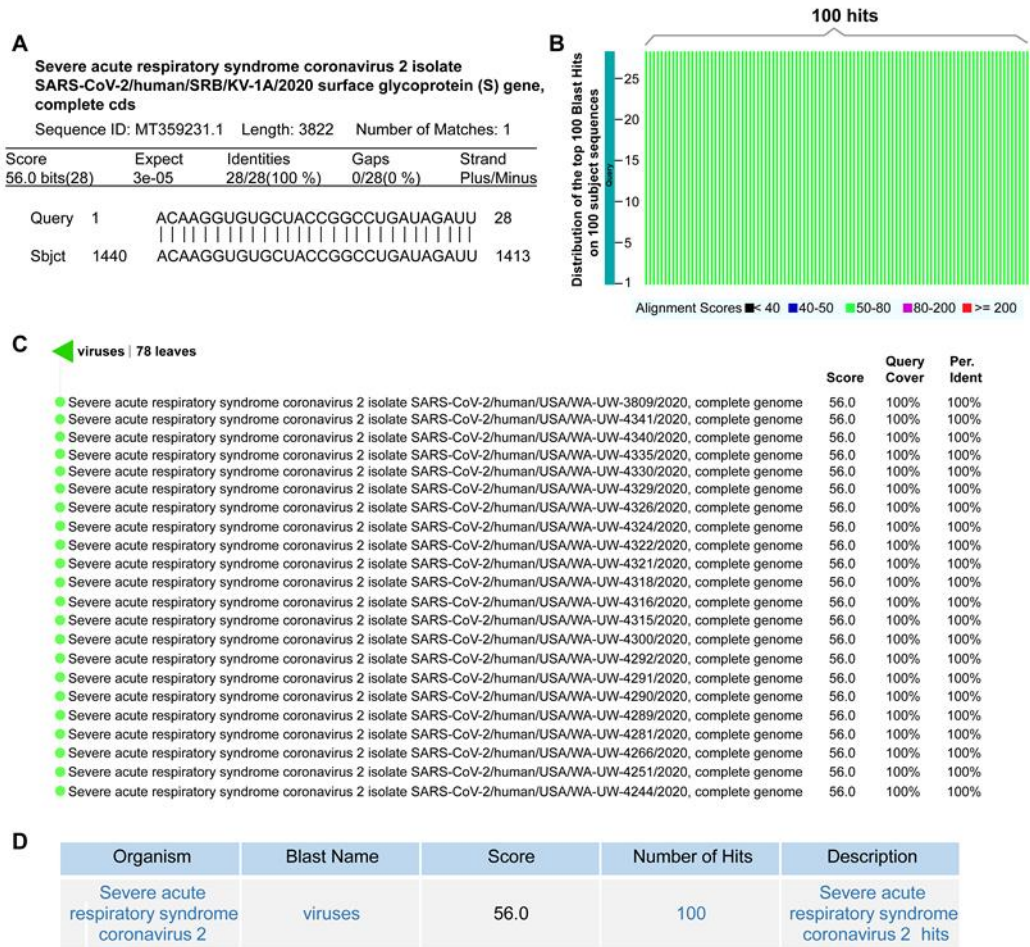 A
Severe acute respiratory syndrome coronavirus 2 isolate
SARS-CoV-2/human/SRB/KV-1A/2020 surface glycoprotein (S) gene,
complete cds
Sequence ID: MT359231.1 Length: 3822 Number of Matches: 1
Score Expect Identities Gaps Strand
56.0 bits(28) 3e-05 28/28(100 %) 0/28(0 %) Plus/Minus
Query 1 ACAAGGUGUGCUACCGGCCUGAUAGAUU 28
Sbjct 1440 ACAAGGUGUGCUACCGGCCUGAUAGAUU 1413
B
100 hits
Distribution of the top 100 Blast Hits
on 100 subject sequences
Query
25
20
15
10
5
1
Alignment Scores < 40 40-50 50-80 80-200 >= 200
C
viruses | 78 leaves
Score Query Cover Per. Ident
Severe acute respiratory syndrome coronavirus 2 isolate SARS-CoV-2/human/USA/WA-UW-3809/2020, complete genome 56.0 100% 100%
Severe acute respiratory syndrome coronavirus 2 isolate SARS-CoV-2/human/USA/WA-UW-4341/2020, complete genome 56.0 100% 100%
Severe acute respiratory syndrome coronavirus 2 isolate SARS-CoV-2/human/USA/WA-UW-4340/2020, complete genome 56.0 100% 100%
Severe acute respiratory syndrome coronavirus 2 isolate SARS-CoV-2/human/USA/WA-UW-4335/2020, complete genome 56.0 100% 100%
Severe acute respiratory syndrome coronavirus 2 isolate SARS-CoV-2/human/USA/WA-UW-4330/2020, complete genome 56.0 100% 100%
Severe acute respiratory syndrome coronavirus 2 isolate SARS-CoV-2/human/USA/WA-UW-4329/2020, complete genome 56.0 100% 100%
Severe acute respiratory syndrome coronavirus 2 isolate SARS-CoV-2/human/USA/WA-UW-4326/2020, complete genome 56.0 100% 100%
Severe acute respiratory syndrome coronavirus 2 isolate SARS-CoV-2/human/USA/WA-UW-4324/2020, complete genome 56.0 100% 100%
Severe acute respiratory syndrome coronavirus 2 isolate SARS-CoV-2/human/USA/WA-UW-4322/2020, complete genome 56.0 100% 100%
Severe acute respiratory syndrome coronavirus 2 isolate SARS-CoV-2/human/USA/WA-UW-4321/2020, complete genome 56.0 100% 100%
Severe acute respiratory syndrome coronavirus 2 isolate SARS-CoV-2/human/USA/WA-UW-4318/2020, complete genome 56.0 100% 100%
Severe acute respiratory syndrome coronavirus 2 isolate SARS-CoV-2/human/USA/WA-UW-4316/2020, complete genome 56.0 100% 100%
Severe acute respiratory syndrome coronavirus 2 isolate SARS-CoV-2/human/USA/WA-UW-4315/2020, complete genome 56.0 100% 100%
Severe acute respiratory syndrome coronavirus 2 isolate SARS-CoV-2/human/USA/WA-UW-4300/2020, complete genome 56.0 100% 100%
Severe acute respiratory syndrome coronavirus 2 isolate SARS-CoV-2/human/USA/WA-UW-4292/2020, complete genome 56.0 100% 100%
Severe acute respiratory syndrome coronavirus 2 isolate SARS-CoV-2/human/USA/WA-UW-4291/2020, complete genome 56.0 100% 100%
Severe acute respiratory syndrome coronavirus 2 isolate SARS-CoV-2/human/USA/WA-UW-4290/2020, complete genome 56.0 100% 100%
Severe acute respiratory syndrome coronavirus 2 isolate SARS-CoV-2/human/USA/WA-UW-4289/2020, complete genome 56.0 100% 100%
Severe acute respiratory syndrome coronavirus 2 isolate SARS-CoV-2/human/USA/WA-UW-4281/2020, complete genome 56.0 100% 100%
Severe acute respiratory syndrome coronavirus 2 isolate SARS-CoV-2/human/USA/WA-UW-4266/2020, complete genome 56.0 100% 100%
Severe acute respiratory syndrome coronavirus 2 isolate SARS-CoV-2/human/USA/WA-UW-4251/2020, complete genome 56.0 100% 100%
Severe acute respiratory syndrome coronavirus 2 isolate SARS-CoV-2/human/USA/WA-UW-4244/2020, complete genome 56.0 100% 100%
D
Organism Blast Name Score Number of Hits Description
Severe acute
respiratory syndrome
coronavirus 2
viruses
56.0
100
Severe acute
respiratory syndrome
coronavirus 2 hits